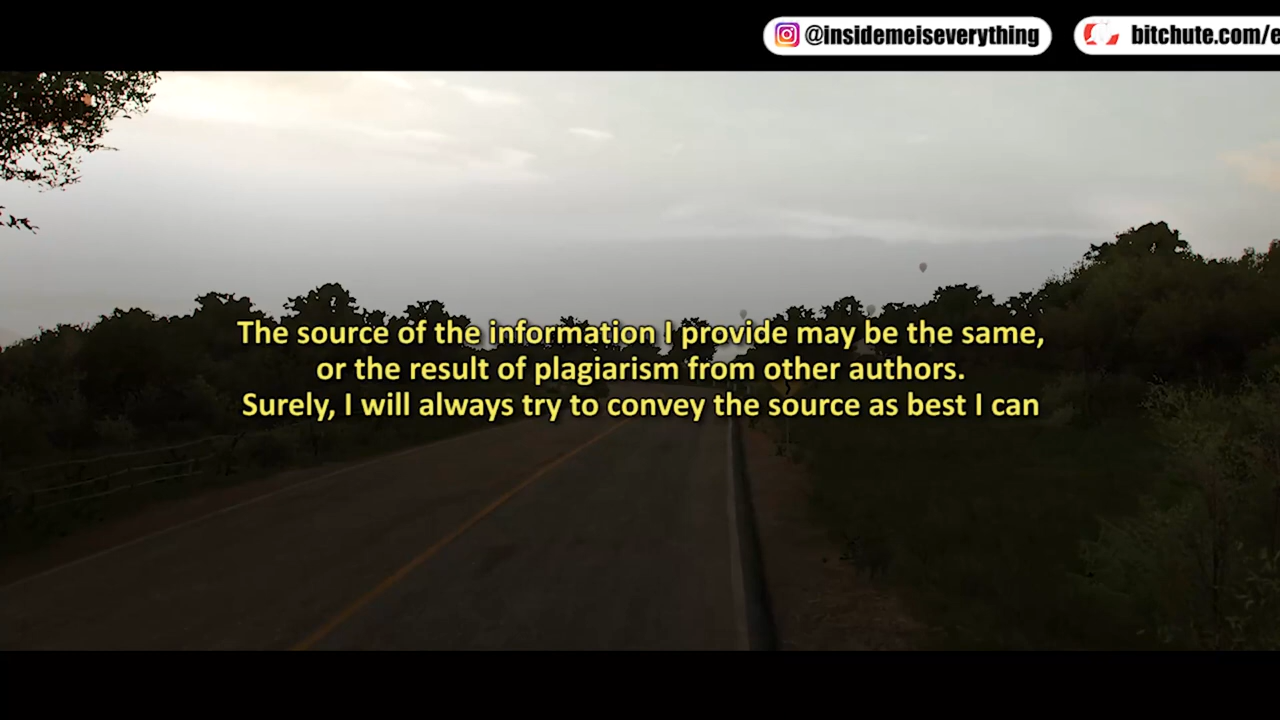 @insidemeiseverything
bitchute.com/e
The source of the information I provide may be the same,
or the result of plagiarism from other authors.
Surely, I will always try to convey the source as best I can